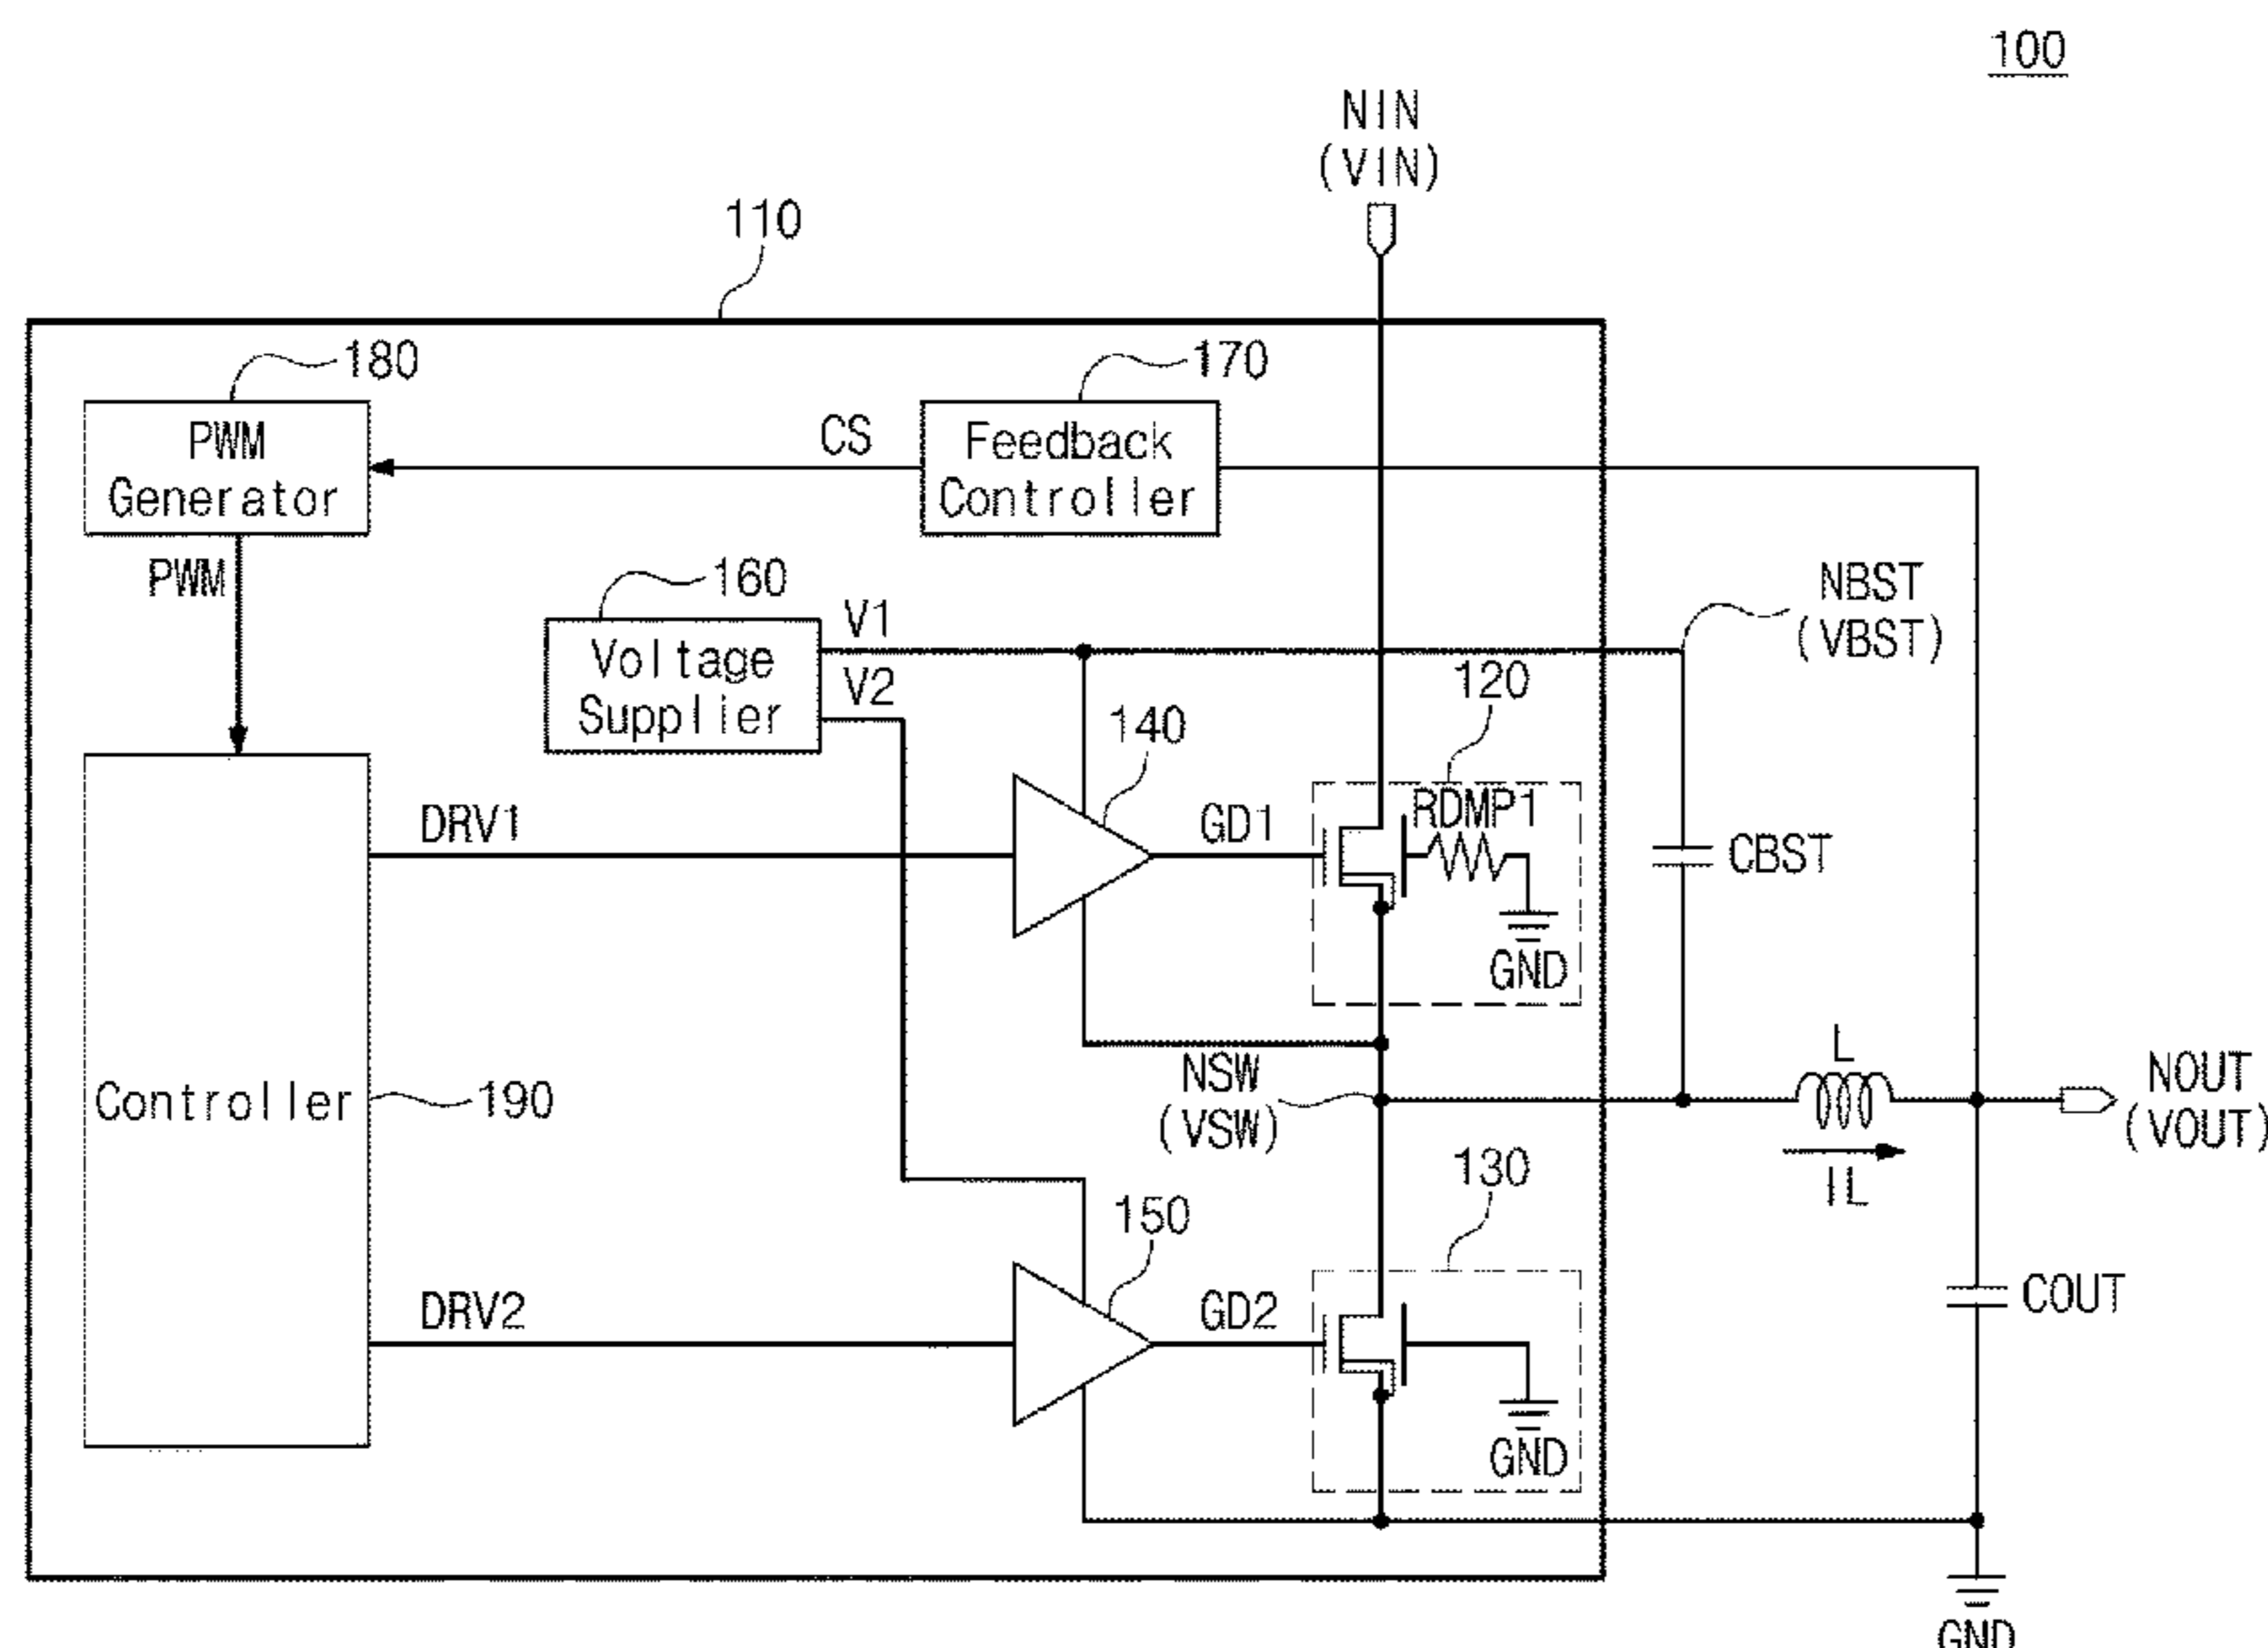 100
NIN
(VIN)
110
180
170
PWM
Generator
CS
Feedback
Controller
PWM
160
NBST
(VBST)
Voltage
Supplier
V1
V2
120
140
DRV1
GD1
RDMP1
CBST
GND
Controller
190
NSW
(VSW)
L
NOUT
(VOUT)
IL
130
150
DRV2
GD2
COUT
GND
GND